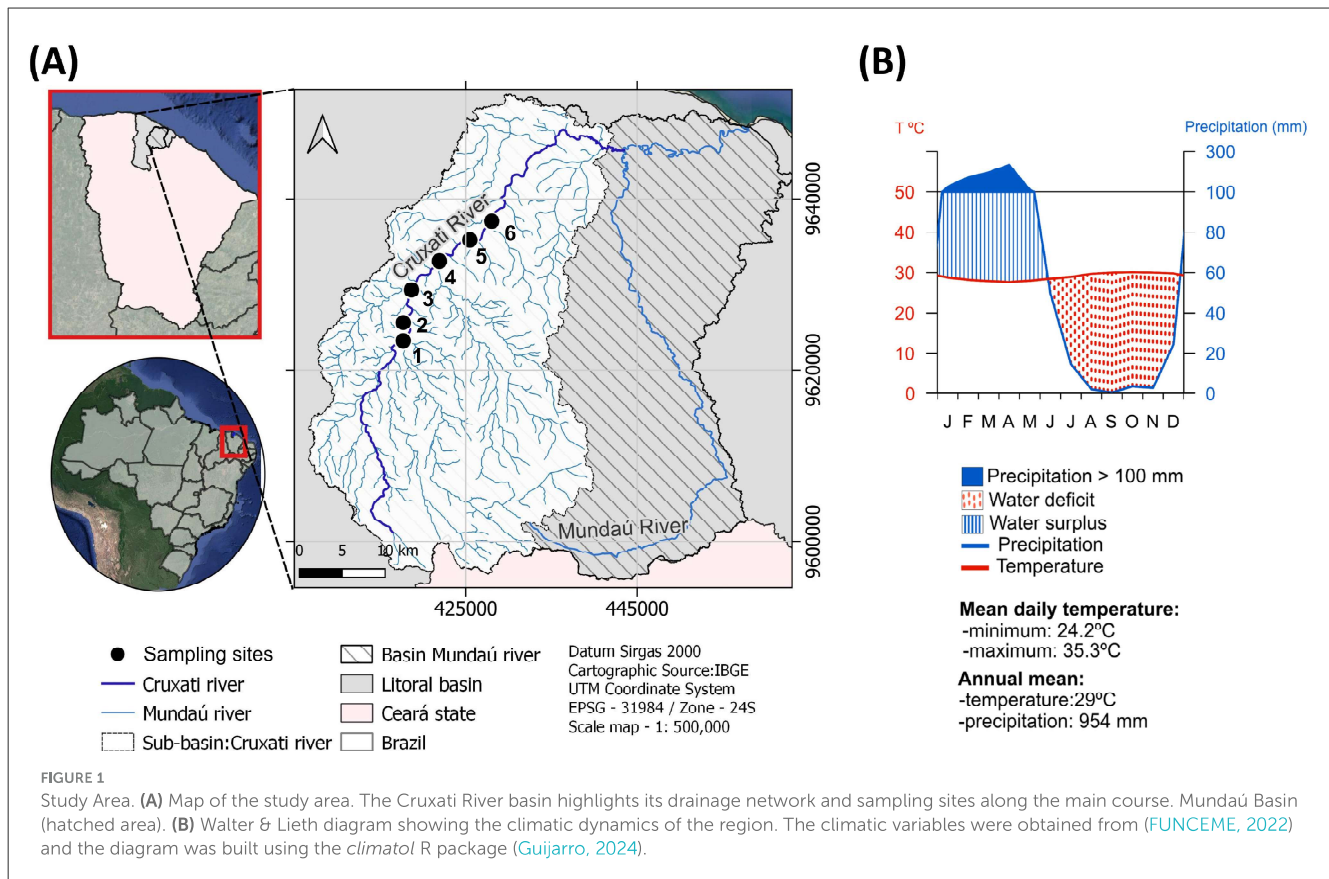 (A)
Cruxati River
1
2
3
4
5
6
Mundaú River
0 5 10 km
9640000
9620000
9600000
425000 445000
Sampling sites
Cruxati river
Mundaú river
Sub-basin:Cruxati river
Basin Mundaú river
Litoral basin
Ceará state
Brazil
Datum Sirgas 2000
Cartographic Source:IBGE
UTM Coordinate System
EPSG - 31984 / Zone - 24S
Scale map - 1: 500,000
(B)
T ºC
Precipitation (mm)
50
40
30
20
10
0
300
100
80
60
40
20
0
J F M A M J J A S O N D
Precipitation > 100 mm
Water deficit
Water surplus
Precipitation
Temperature
Mean daily temperature:
-minimum: 24.2ºC
-maximum: 35.3ºC
Annual mean:
-temperature:29ºC
-precipitation: 954 mm
FIGURE 1
Study Area. (A) Map of the study area. The Cruxati River basin highlights its drainage network and sampling sites along the main course. Mundaú Basin
(hatched area). (B) Walter & Lieth diagram showing the climatic dynamics of the region. The climatic variables were obtained from (FUNCEME, 2022)
and the diagram was built using the climatol R package (Guijarro, 2024).